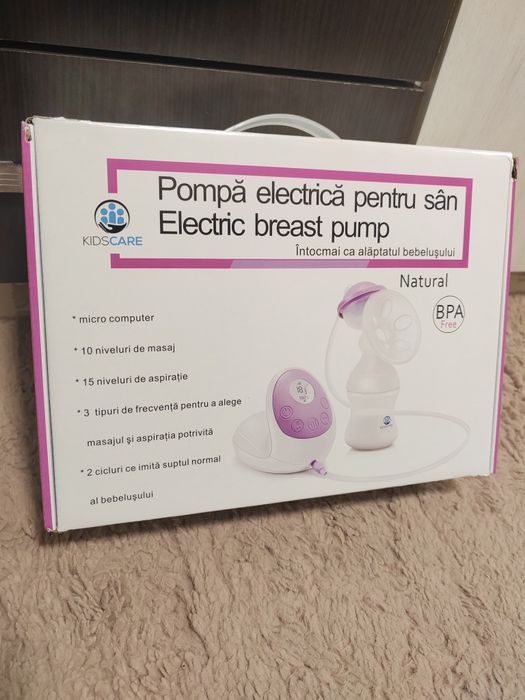 Pompă electrică pentru sân
Electric breast pump
Întocmai ca alăptatul bebelușului
KIDSCARE
Natural
BPA
Free
* micro computer
* 10 niveluri de masaj
* 15 niveluri de aspirație
* 3 tipuri de frecvență pentru a alege
masajul și aspirația potrivită
* 2 cicluri ce imită suptul normal
al bebelușului